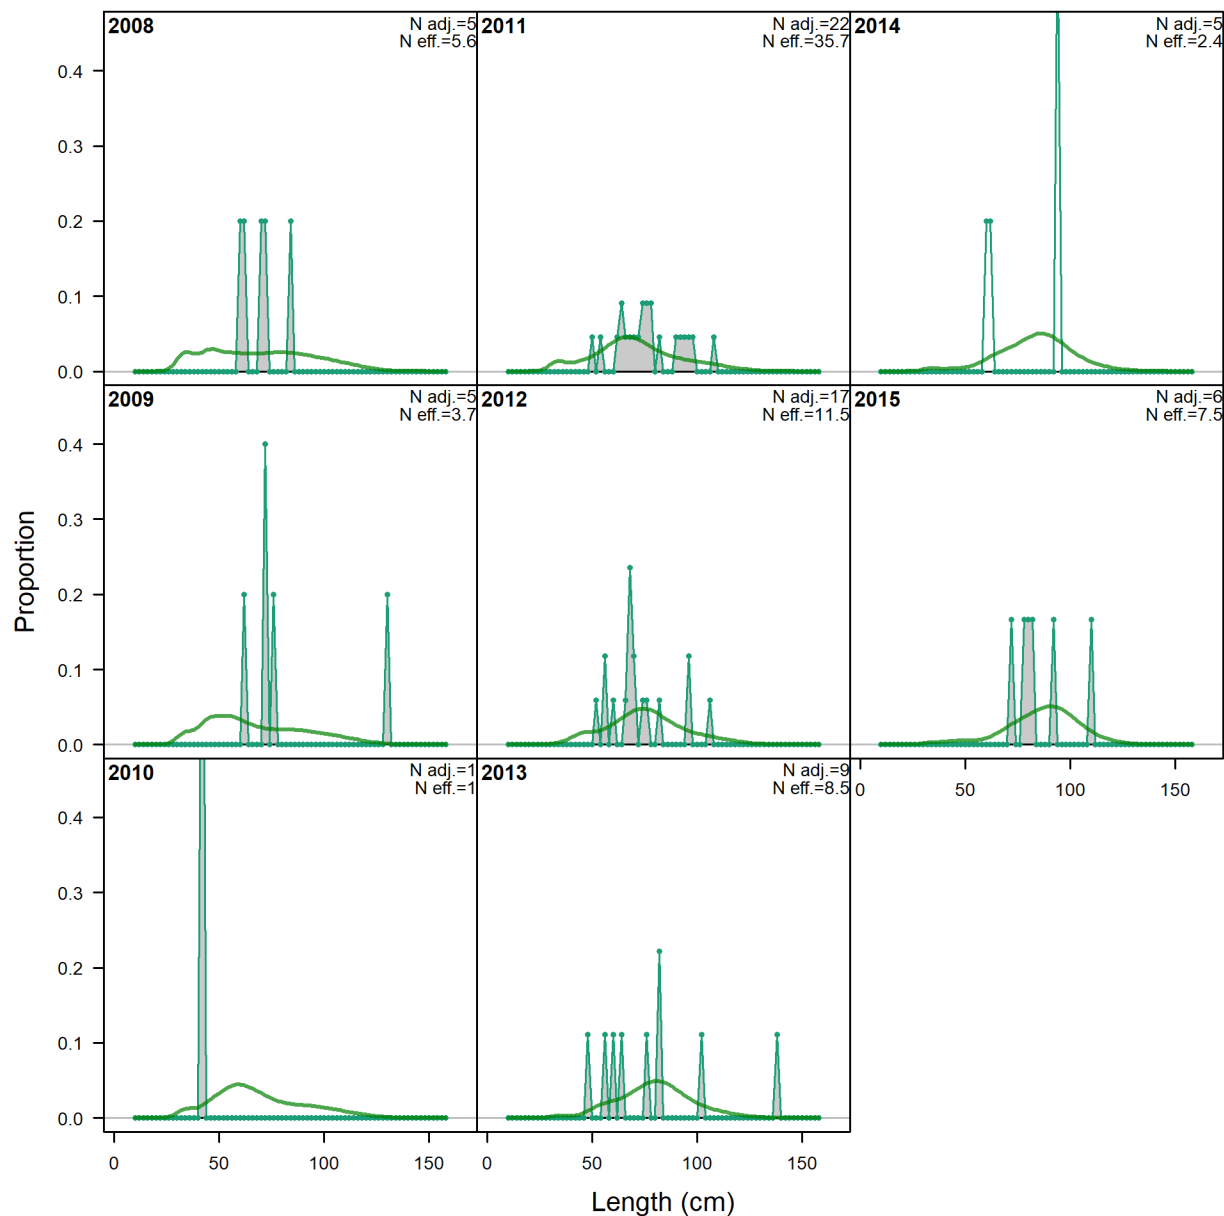 2008
N adj.=5
N eff.=5.6
2011
N adj.=22
N eff.=35.7
2014
N adj.=5
N eff.=2.4
0.4
0.3
0.2
0.1
0.0
2009
N adj.=5
N eff.=3.7
2012
N adj.=17
N eff.=11.5
2015
N adj.=6
N eff.=7.5
0.4
0.3
0.2
0.1
0.0
0 50 100 150
2010
N adj.=1
N eff.=1
2013
N adj.=9
N eff.=8.5
0.4
0.3
0.2
0.1
0.0
0 50 100 150
0 50 100 150
Proportion
Length (cm)